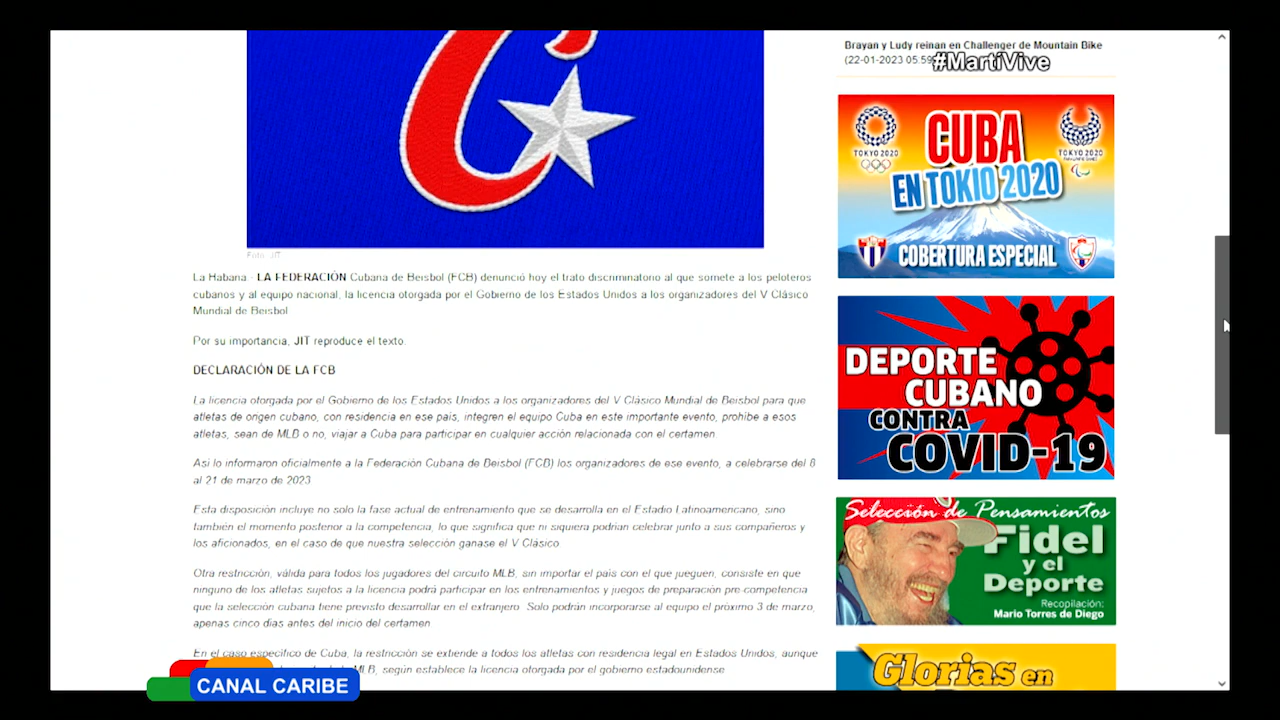 Brayan y Ludy reinan en Challenger de Mountain Bike
(22-01-2023 05:59
#MartíVive
TOKYO 2020
CUBA
TOKYO 2020
EN TOKIO 2020
COBERTURA ESPECIAL
Foto: JIT
La Habana.- LA FEDERACIÓN Cubana de Beisbol (FCB) denunció hoy el trato discriminatorio al que somete a los peloteros
cubanos y al equipo nacional, la licencia otorgada por el Gobierno de los Estados Unidos a los organizadores del V Clásico
Mundial de Beisbol
Por su importancia, JIT reproduce el texto.
DECLARACIÓN DE LA FCB
La licencia otorgada por el Gobierno de los Estados Unidos a los organizadores del V Clásico Mundial de Beisbol para que
atletas de origen cubano, con residencia en ese país, integren el equipo Cuba en este importante evento, prohíbe a esos
atletas, sean de MLB o no, viajar a Cuba para participar en cualquier acción relacionada con el certamen.
Así lo informaron oficialmente a la Federación Cubana de Beisbol (FCB) los organizadores de ese evento, a celebrarse del 8
al 21 de marzo de 2023
Esta disposición incluye no solo la fase actual de entrenamiento que se desarrolla en el Estadio Latinoamericano, sino
también el momento posterior a la competencia, lo que significa que ni siquiera podrían celebrar junto a sus compañeros y
los aficionados, en el caso de que nuestra selección ganase el V Clásico.
Otra restricción, válida para todos los jugadores del circuito MLB, sin importar el país con el que jueguen, consiste en que
ninguno de los atletas sujetos a la licencia podrá participar en los entrenamientos y juegos de preparación pre-competencia
que la selección cubana tiene previsto desarrollar en el extranjero. Solo podrán incorporarse al equipo el próximo 3 de marzo,
apenas cinco días antes del inicio del certamen
En el caso específico de Cuba, la restricción se extiende a todos los atletas con residencia legal en Estados Unidos, aunque
MLB, según establece la licencia otorgada por el gobierno estadounidense.
DEPORTE
CUBANO
CONTRA
COVID-19
Selección de Pensamientos
Fidel
y el
Deporte
Recopilación:
Mario Torres de Diego
Glorias en
CANAL CARIBE